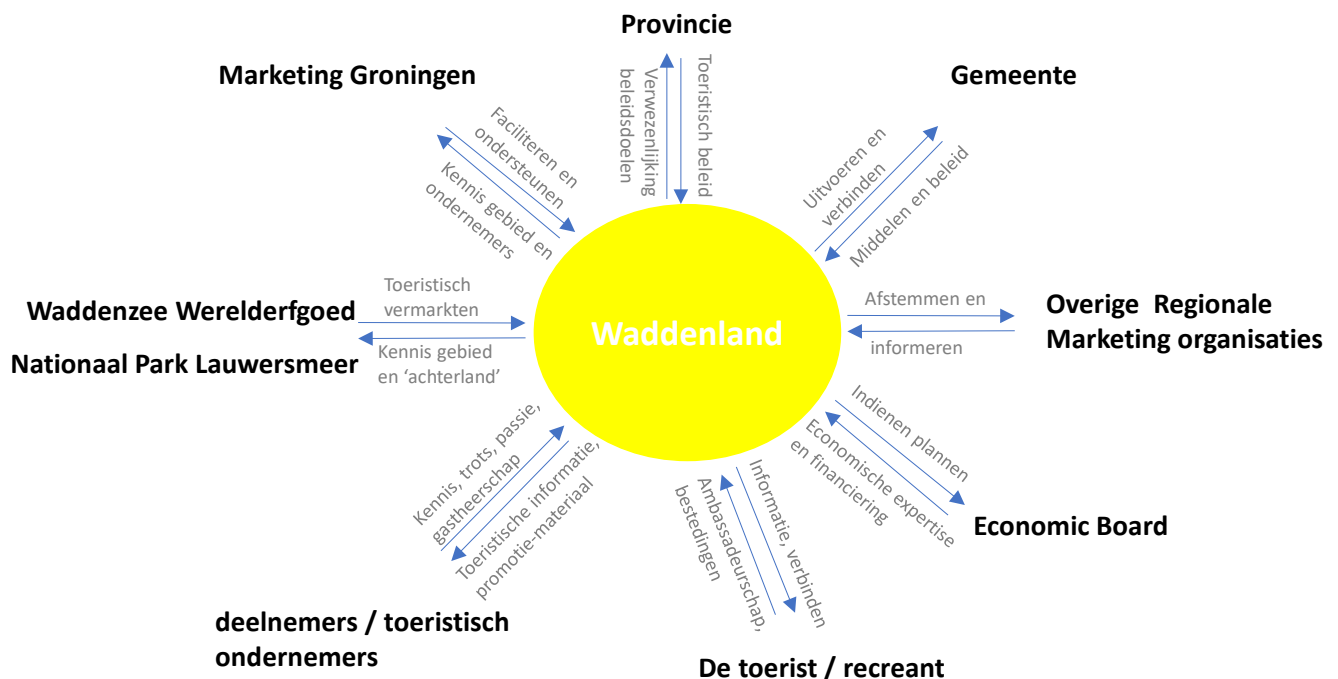 Provincie
Marketing Groningen
Gemeente
Faciliteren en
ondersteunen
Kennis gebied en
ondernemers
Verwezenlijking
beleidsdoelen
Toeristisch beleid
Uitvoeren en
verbinden
Middelen en beleid
Waddenzee Werelderfgoed
Nationaal Park Lauwersmeer
Toeristisch
vermarkten
Kennis gebied
en ‘achterland’
Waddenland
Afstemmen en
informeren
Overige  Regionale
Marketing organisaties
Kennis, trots, passie,
gastheerschap
Toeristische informatie,
promotie-materiaal
Ambassadeurschap,
bestedingen
Informatie, verbinden
Indienen plannen
Economische expertise
en financiering
Economic Board
deelnemers / toeristisch
ondernemers
De toerist / recreant